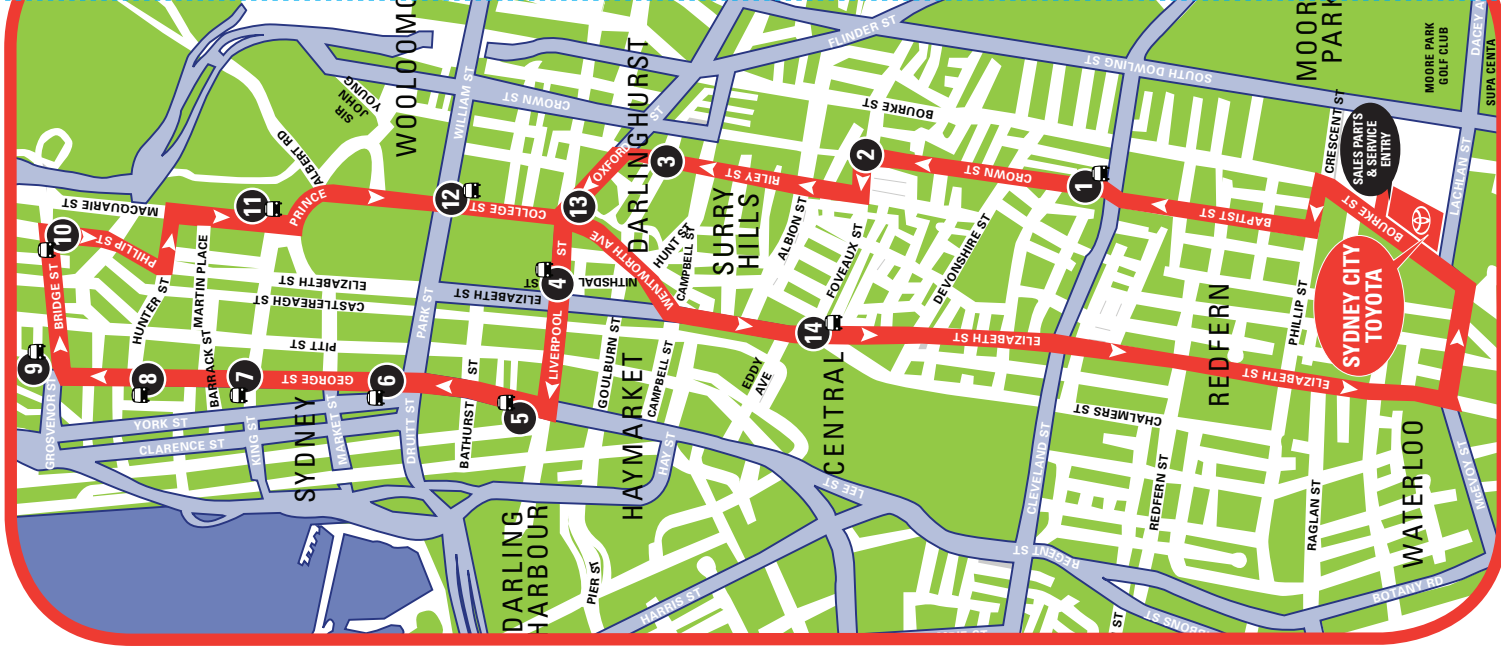 GROSVENOR ST
9
BRIDGE ST
10
PHILLIP ST
MACQUARIE ST
HUNTER ST
8
YORK ST
CLARENCE ST
BARRACK ST
MARTIN PLACE
7
KING ST
11
ALBERT RD
PRINCE
SIR
JOHN
YOUNG
SYDNEY
GEORGE ST
PITT ST
CASTLEREAGH ST
ELIZABETH ST
MARKET ST
6
DRUITT ST
PARK ST
12
WILLIAM ST
COLLEGE ST
CROWN ST
BATHURST ST
5
LIVERPOOL ST
4
ELIZABETH ST
NITHSDAL ST
13
OXFORD ST
WENTWORTH AVE
DARLINGHURST
DARLING
HARBOUR
PIER ST
GOULBURN ST
HAYMARKET
CAMPBELL ST
HAY ST
HARRIS ST
HUNT ST
CAMPBELL ST
3
RILEY ST
SURRY
HILLS
EDDY
AVE
ALBION ST
14
CENTRAL
FOVEAUX ST
2
FLINDER ST
BOURKE ST
LEE ST
DEVONSHIRE ST
CROWN ST
ELIZABETH ST
1
SOUTH DOWLING ST
CLEVELAND ST
REGENT ST
CHALMERS ST
REDFERN ST
REDFERN
BAPTIST ST
ELIZABETH ST
PHILLIP ST
RAGLAN ST
WATERLOO
BOTANY RD
McEVOY ST
SYDNEY CITY
TOYOTA
BOURKE ST
CRESCENT ST
SALES PARTS
& SERVICE
ENTRY
LACHLAN ST
MOOR
PARK
MOORE PARK
GOLF CLUB
SUPA CENTA